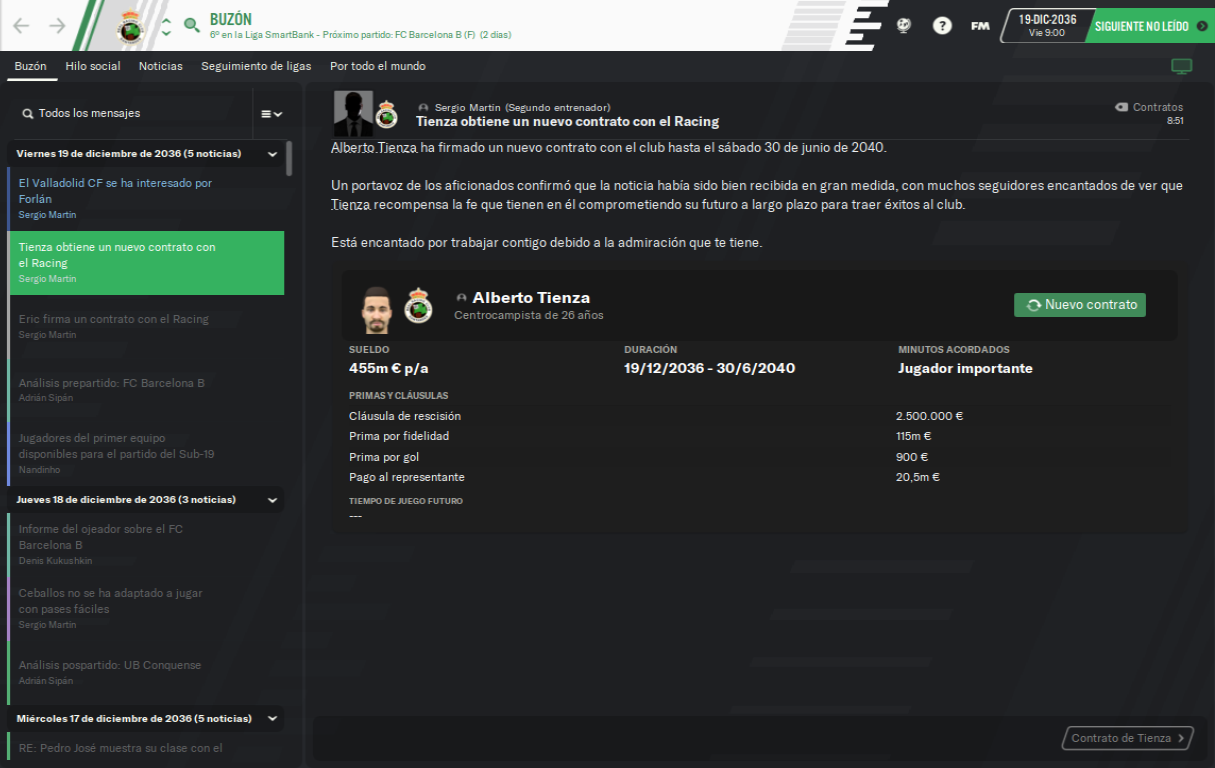 BUZÓN
6º en la Liga SmartBank - Próximo partido: FC Barcelona B (F) (2 días)
?
FM
19-DIC-2036
Vie 9:00
SIGUIENTE NO LEÍDO
Buzón Hilo social Noticias Seguimiento de ligas Por todo el mundo
Todos los mensajes
Viernes 19 de diciembre de 2036 (5 noticias)
El Valladolid CF se ha interesado por
Forlán
Sergio Martín
Tienza obtiene un nuevo contrato con
el Racing
Sergio Martín
Eric firma un contrato con el Racing
Sergio Martín
Análisis prepartido: FC Barcelona B
Adrián Sipán
Jugadores del primer equipo
disponibles para el partido del Sub-19
Nandinho
Jueves 18 de diciembre de 2036 (3 noticias)
Informe del ojeador sobre el FC
Barcelona B
Denis Kukushkin
Ceballos no se ha adaptado a jugar
con pases fáciles
Sergio Martín
Análisis pospartido: UB Conquense
Adrián Sipán
Miércoles 17 de diciembre de 2036 (5 noticias)
RE: Pedro José muestra su clase con el
Sergio Martín (Segundo entrenador)
Tienza obtiene un nuevo contrato con el Racing
Contratos
8:51
Alberto Tienza ha firmado un nuevo contrato con el club hasta el sábado 30 de junio de 2040.
Un portavoz de los aficionados confirmó que la noticia había sido bien recibida en gran medida, con muchos seguidores encantados de ver que
Tienza recompensa la fe que tienen en él comprometiendo su futuro a largo plazo para traer éxitos al club.
Está encantado por trabajar contigo debido a la admiración que te tiene.
Alberto Tienza
Centrocampista de 26 años
Nuevo contrato
SUELDO DURACIÓN MINUTOS ACORDADOS
455m € p/a 19/12/2036 - 30/6/2040 Jugador importante
PRIMAS Y CLÁUSULAS
Cláusula de rescisión 2.500.000 €
Prima por fidelidad 115m €
Prima por gol 900 €
Pago al representante 20,5m €
TIEMPO DE JUEGO FUTURO
---
Contrato de Tienza